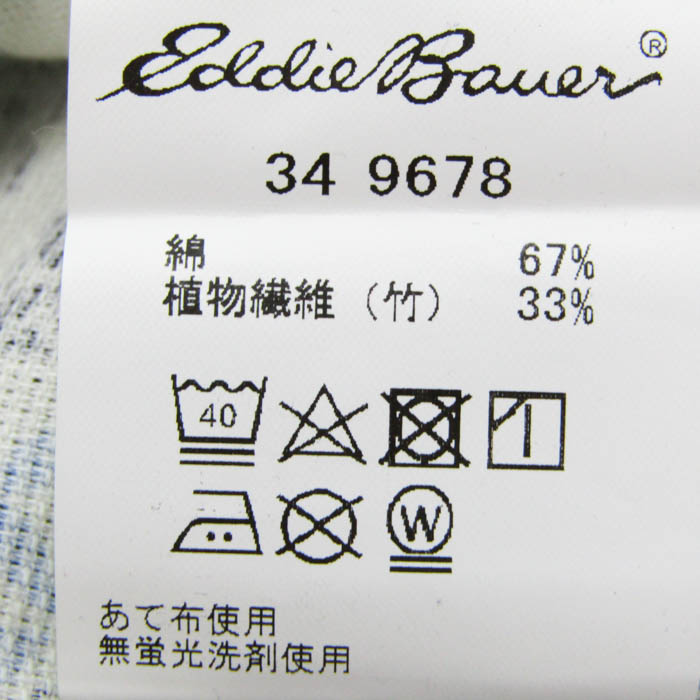 Eddie Bauer ®
34 9678
綿 67%
植物繊維（竹） 33%
40
W
あて布使用
無蛍光洗剤使用